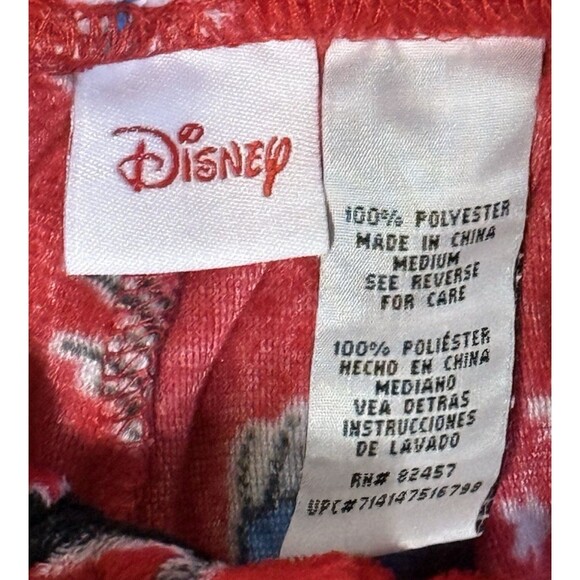 Disney
100% POLYESTER
MADE IN CHINA
MEDIUM
SEE REVERSE
FOR CARE
100% POLIÉSTER
HECHO EN CHINA
MEDIANO
VEA DETRAS
INSTRUCCIONES
DE LAVADO
RN# 82457
UPC#714147516798